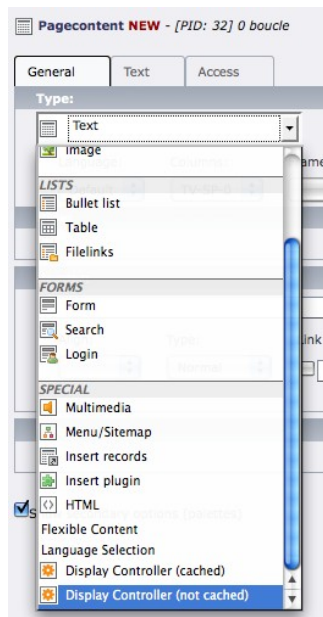 Pagecontent NEW - [PID: 32] 0 boucle
General Text Access
Type:
Text
Image
LISTS
Bullet list
Table
Filelinks
FORMS
Form
Search
Login
SPECIAL
Multimedia
Menu/Sitemap
Insert records
Insert plugin
HTML
Flexible Content
Language Selection
Display Controller (cached)
Display Controller (not cached)